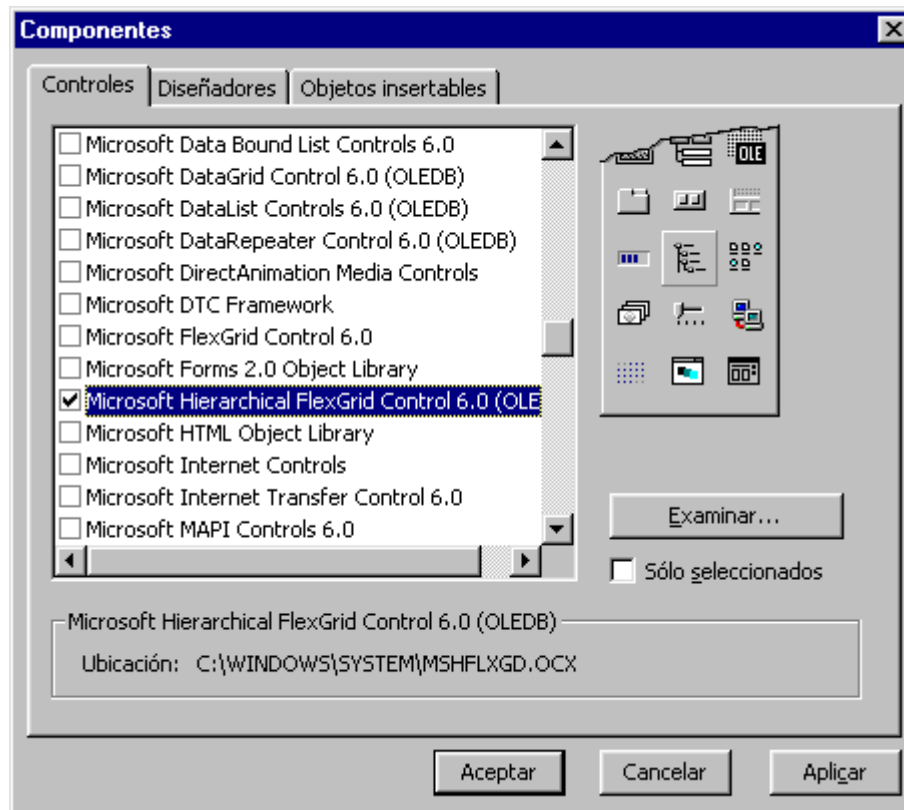 Componentes
Controles
Diseñadores
Objetos insertables
Microsoft Data Bound List Controls 6.0
Microsoft DataGrid Control 6.0 (OLEDB)
Microsoft DataList Controls 6.0 (OLEDB)
Microsoft DataRepeater Control 6.0 (OLEDB)
Microsoft DirectAnimation Media Controls
Microsoft DTC Framework
Microsoft FlexGrid Control 6.0
Microsoft Forms 2.0 Object Library
Microsoft Hierarchical FlexGrid Control 6.0 (OLE
Microsoft HTML Object Library
Microsoft Internet Controls
Microsoft Internet Transfer Control 6.0
Microsoft MAPI Controls 6.0
OLE
Examinar...
Sólo seleccionados
Microsoft Hierarchical FlexGrid Control 6.0 (OLEDB)
Ubicación: C:\WINDOWS\SYSTEM\MSHFLXGD.OCX
Aceptar
Cancelar
Aplicar